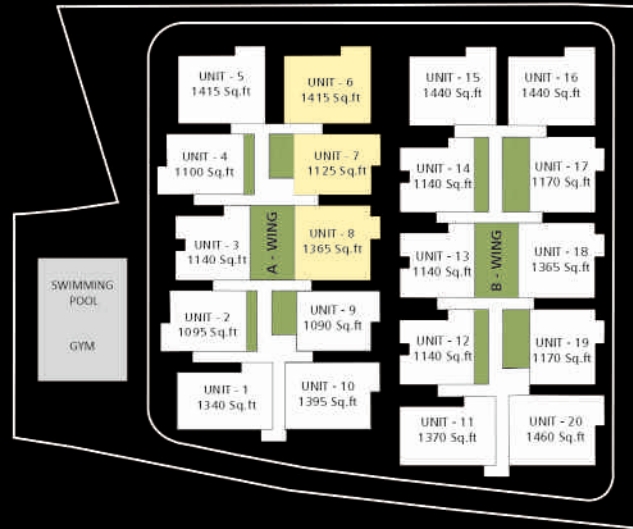 UNIT - 5
1415 Sq.ft
UNIT - 6
1415 Sq.ft
UNIT - 15
1440 Sq.ft
UNIT - 16
1440 Sq.ft
UNIT - 4
1100 Sq.ft
UNIT - 7
1125 Sq.ft
UNIT - 14
1140 Sq.ft
UNIT - 17
1170 Sq.ft
UNIT - 3
1140 Sq.ft
A - WING
UNIT - 8
1365 Sq.ft
UNIT - 13
1140 Sq.ft
B - WING
UNIT - 18
1365 Sq.ft
SWIMMING
POOL
GYM
UNIT - 2
1095 Sq.ft
UNIT - 9
1090 Sq.ft
UNIT - 12
1140 Sq.ft
UNIT - 19
1170 Sq.ft
UNIT - 1
1340 Sq.ft
UNIT - 10
1395 Sq.ft
UNIT - 11
1370 Sq.ft
UNIT - 20
1460 Sq.ft